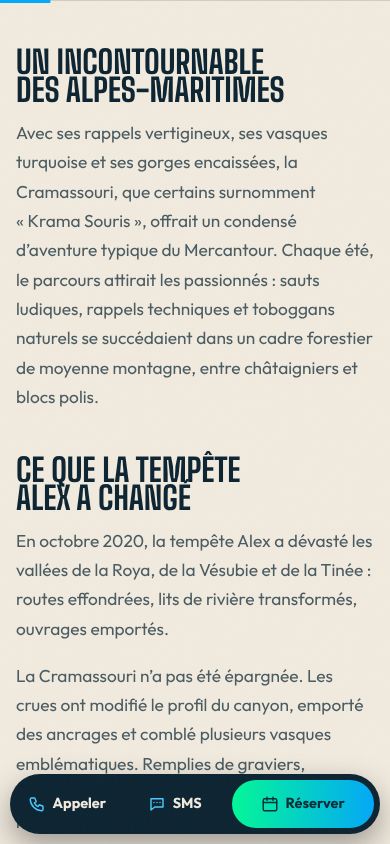 UN INCONTOURNABLE
DES ALPES-MARITIMES
Avec ses rappels vertigineux, ses vasques
turquoise et ses gorges encaissées, la
Cramassouri, que certains surnomment
« Krama Souris », offrait un condensé
d’aventure typique du Mercantour. Chaque été,
le parcours attirait les passionnés : sauts
ludiques, rappels techniques et toboggans
naturels se succédaient dans un cadre forestier
de moyenne montagne, entre châtaigniers et
blocs polis.
CE QUE LA TEMPÊTE
ALEX A CHANGÉ
En octobre 2020, la tempête Alex a dévasté les
vallées de la Roya, de la Vésubie et de la Tinée :
routes effondrées, lits de rivière transformés,
ouvrages emportés.
La Cramassouri n’a pas été épargnée. Les
crues ont modifié le profil du canyon, emporté
des ancrages et comblé plusieurs vasques
emblématiques. Remplies de graviers,
Appeler
SMS
Réserver